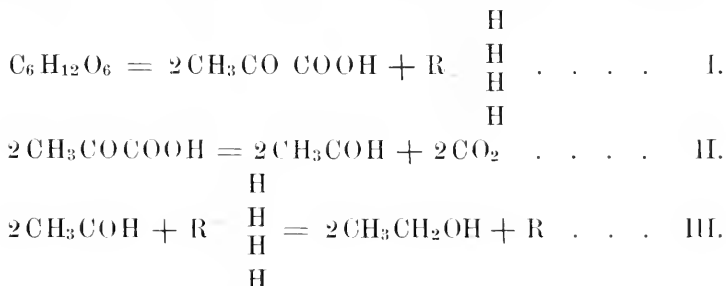 C₆H₁₂O₆ = 2CH₃CO COOH + R H H H H . . . . I.
2CH₃COCOOH = 2CH₃COH + 2CO₂ . . . . II.
2CH₃COH + R H H H H = 2CH₃CH₂OH + R . . . III.